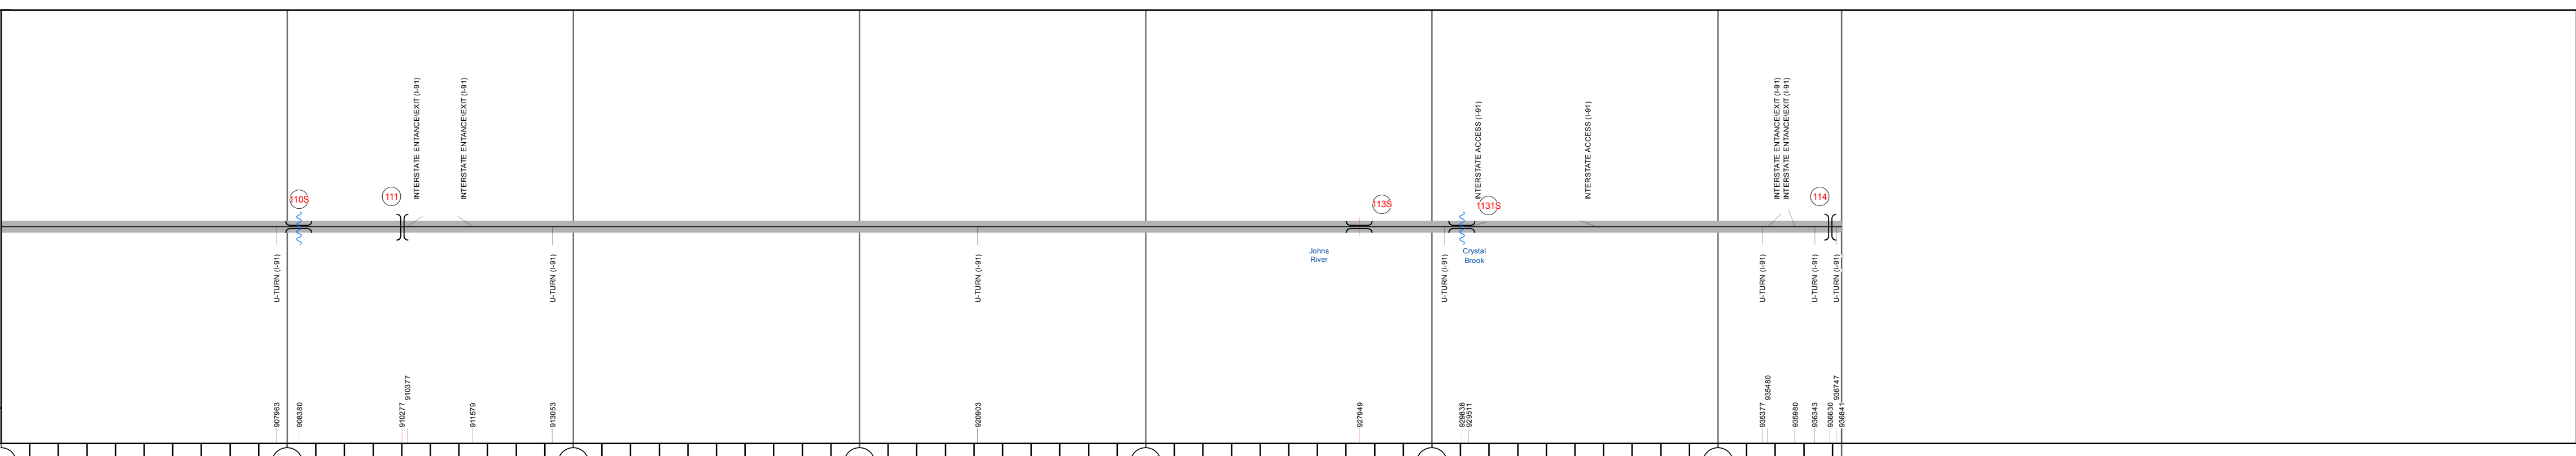 INTERSTATE ENTANCE\EXIT (I-91)
INTERSTATE ENTANCE\EXIT (I-91)
INTERSTATE ACCESS (I-91)
INTERSTATE ACCESS (I-91)
INTERSTATE ENTANCE\EXIT (I-91)
INTERSTATE ENTANCE\EXIT (I-91)
110S
111
113S
1131S
114
Johns
River
Crystal
Brook
U-TURN (I-91)
U-TURN (I-91)
U-TURN (I-91)
U-TURN (I-91)
U-TURN (I-91)
U-TURN (I-91)
U-TURN (I-91)
907963
908380
910277
910377
911579
913053
920903
927949
929838
929511
935377
935480
935980
936343
936630
936747
936841